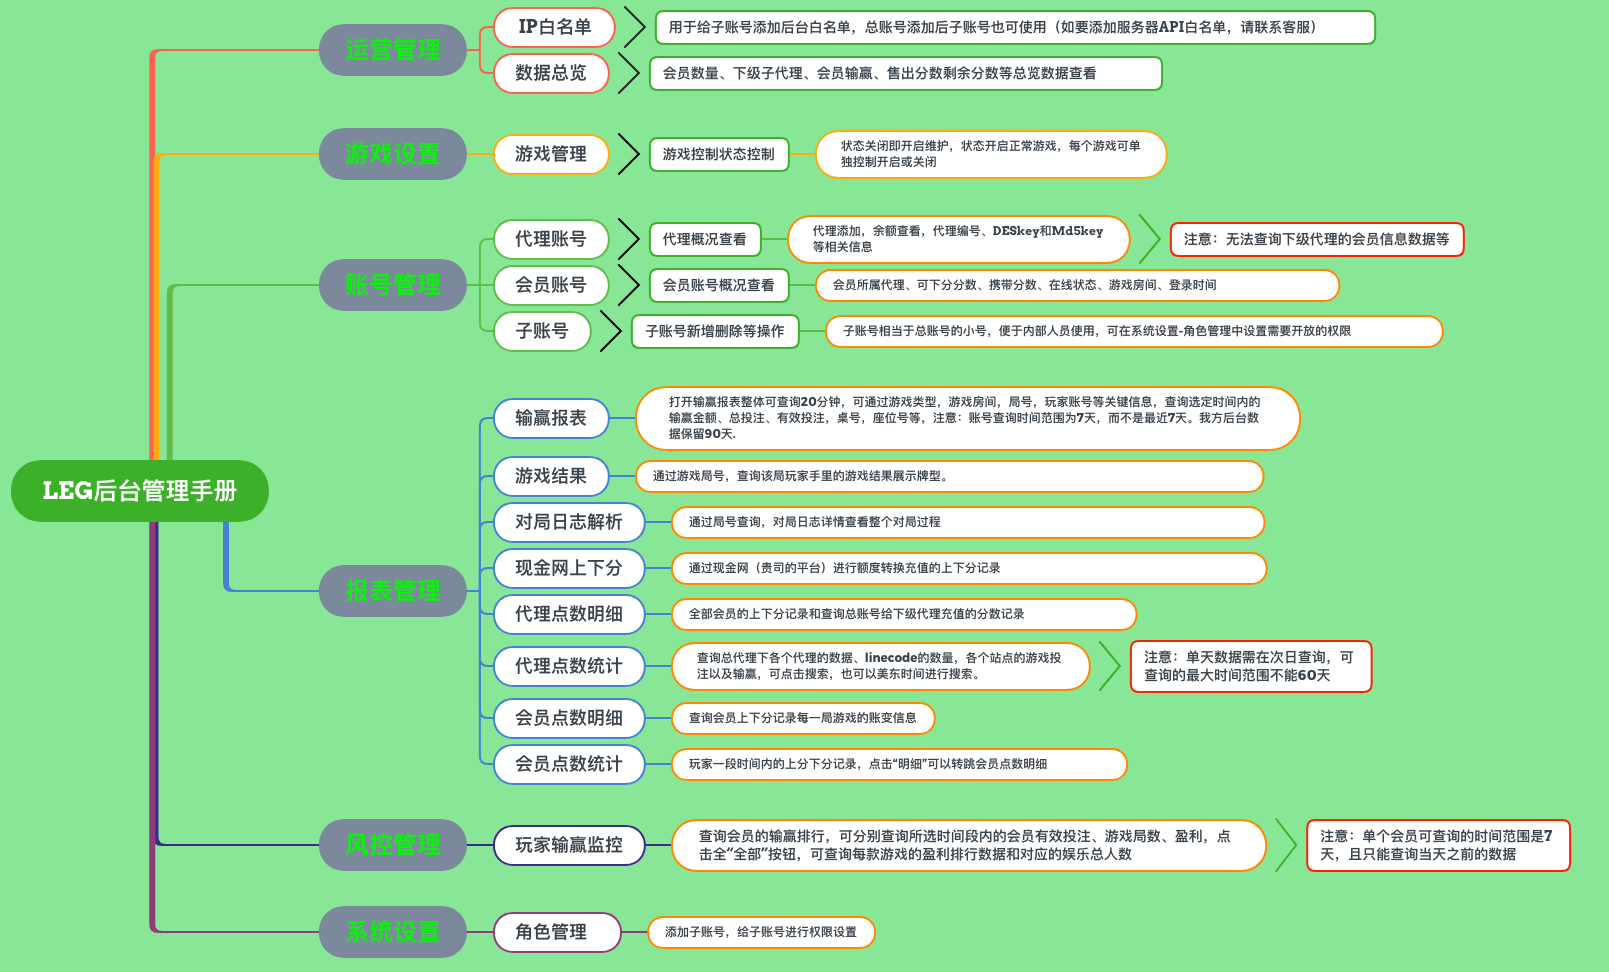 LEG后台管理手册
运营管理
IP白名单
用于给子账号添加后台白名单，总账号添加后子账号也可使用（如要添加服务器API白名单，请联系客服）
数据总览
会员数量、下级子代理、会员输赢、售出分数剩余分数等总览数据查看
游戏设置
游戏管理
游戏控制状态控制
状态关闭即开启维护，状态开启正常游戏，每个游戏可单
独控制开启或关闭
账号管理
代理账号
代理概况查看
代理添加，余额查看，代理编号、DESkey和Md5key
等相关信息
注意：无法查询下级代理的会员信息数据等
会员账号
会员账号概况查看
会员所属代理、可下分分数、携带分数、在线状态、游戏房间、登录时间
子账号
子账号新增删除等操作
子账号相当于总账号的小号，便于内部人员使用，可在系统设置-角色管理中设置需要开放的权限
报表管理
输赢报表
打开输赢报表整体可查询20分钟，可通过游戏类型，游戏房间，局号，玩家账号等关键信息，查询选定时间内的
输赢金额、总投注、有效投注，桌号，座位号等，注意：账号查询时间范围为7天，而不是最近7天。我方后台数
据保留90天.
游戏结果
通过游戏局号，查询该局玩家手里的游戏结果展示牌型。
对局日志解析
通过局号查询，对局日志详情查看整个对局过程
现金网上下分
通过现金网（贵司的平台）进行额度转换充值的上下分记录
代理点数明细
全部会员的上下分记录和查询总账号给下级代理充值的分数记录
代理点数统计
查询总代理下各个代理的数据、linecode的数量，各个站点的游戏投
注以及输赢，可点击搜索，也可以美东时间进行搜索。
注意：单天数据需在次日查询，可
查询的最大时间范围不能60天
会员点数明细
查询会员上下分记录每一局游戏的账变信息
会员点数统计
玩家一段时间内的上分下分记录，点击“明细”可以转跳会员点数明细
风控管理
玩家输赢监控
查询会员的输赢排行，可分别查询所选时间段内的会员有效投注、游戏局数、盈利，点
击全“全部”按钮，可查询每款游戏的盈利排行数据和对应的娱乐总人数
注意：单个会员可查询的时间范围是7
天，且只能查询当天之前的数据
系统设置
角色管理
添加子账号，给子账号进行权限设置